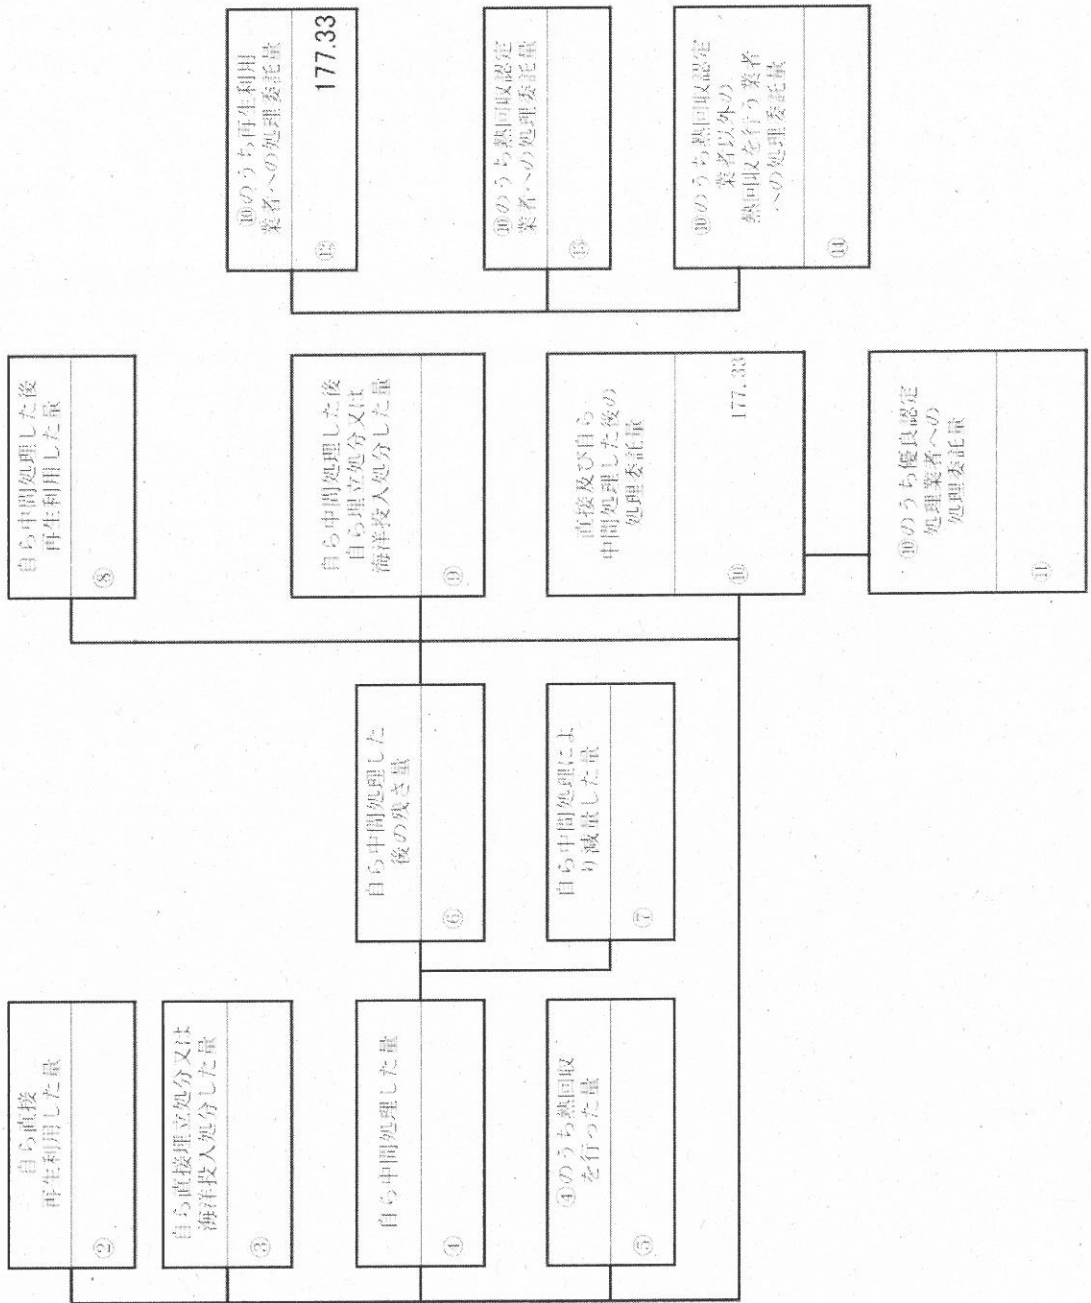 ②
自ら直接
再生利用した量
③
自ら直接埋立処分又は
海洋投入処分した量
④
自ら中間処理した量
⑤
④のうち熱回収
を行った量
⑥
自ら中間処理した
後の残さ量
⑦
自ら中間処理によ
り減量した量
⑧
自ら中間処理した後
再生利用した量
⑨
自ら中間処理した後
自ら埋立処分又は
海洋投入処分した量
⑩
直接及び自ら
中間処理した後の
処理委託量
177.33
⑪
⑩のうち優良認定
処理業者への
処理委託量
⑫
⑩のうち再生利用
業者への処理委託量
177.33
⑬
⑩のうち熱回収認定
業者への処理委託量
⑭
⑩のうち熱回収認定
業者以外の
熱回収を行う業者
への処理委託量